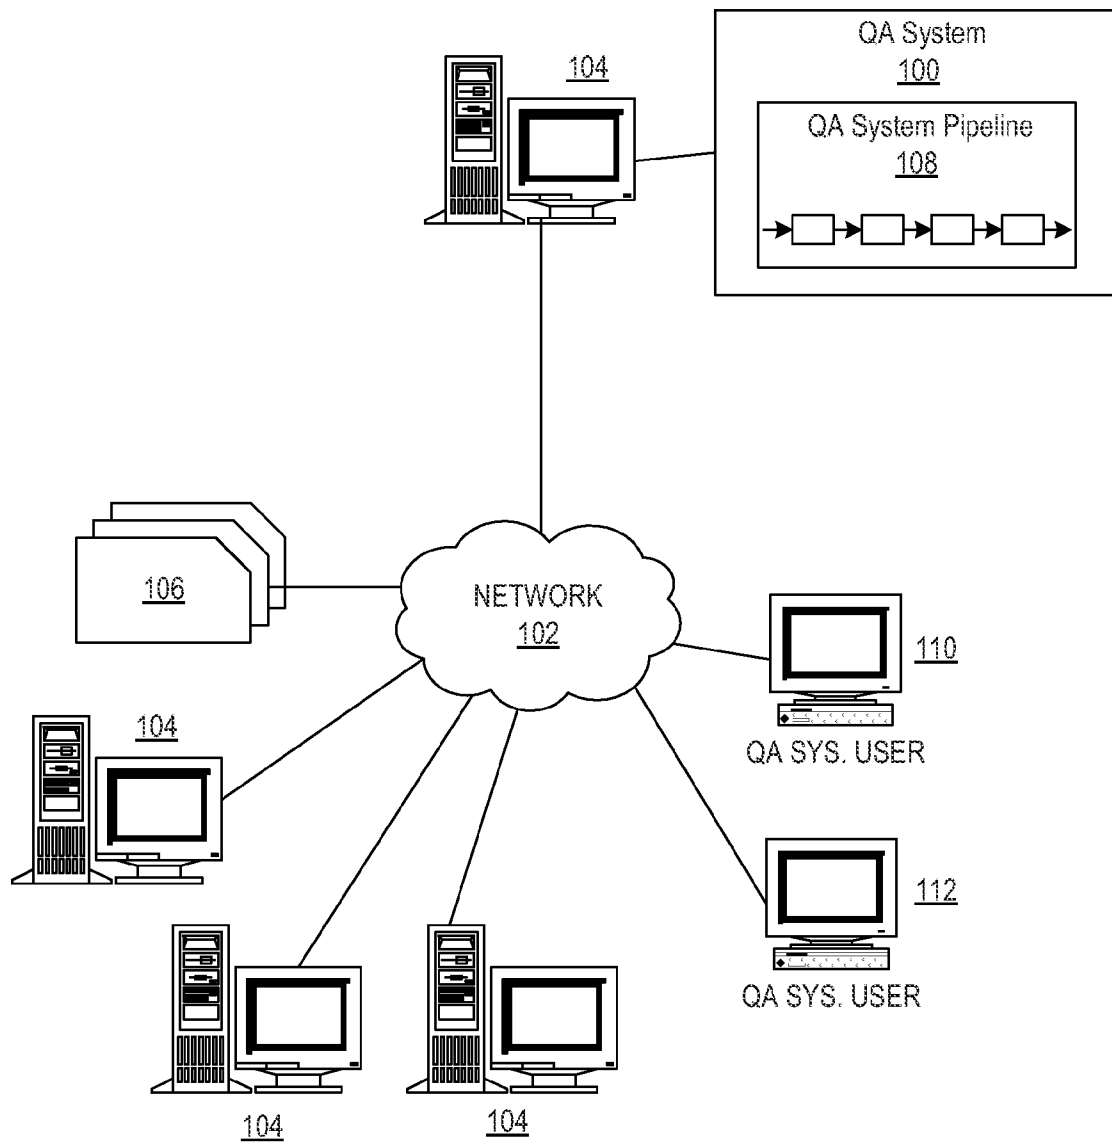 QA System
100
104
QA System Pipeline
108
106
NETWORK
102
110
QA SYS. USER
104
112
QA SYS. USER
104
104